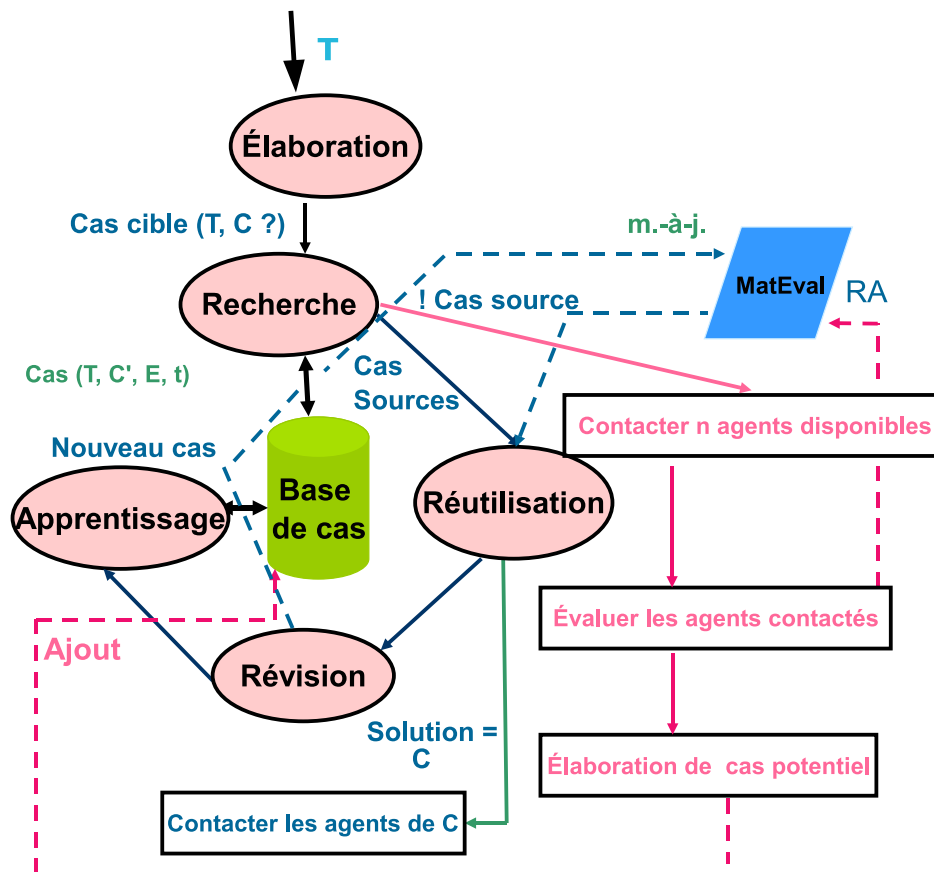 T
Élaboration
Cas cible (T, C ?)
m.-à-j.
MatEval
RA
Recherche
! Cas source
Cas (T, C', E, t)
Cas
Sources
Contacter n agents disponibles
Nouveau cas
Apprentissage
Base
de cas
Réutilisation
Évaluer les agents contactés
Ajout
Révision
Solution =
C
Élaboration de cas potentiel
Contacter les agents de C